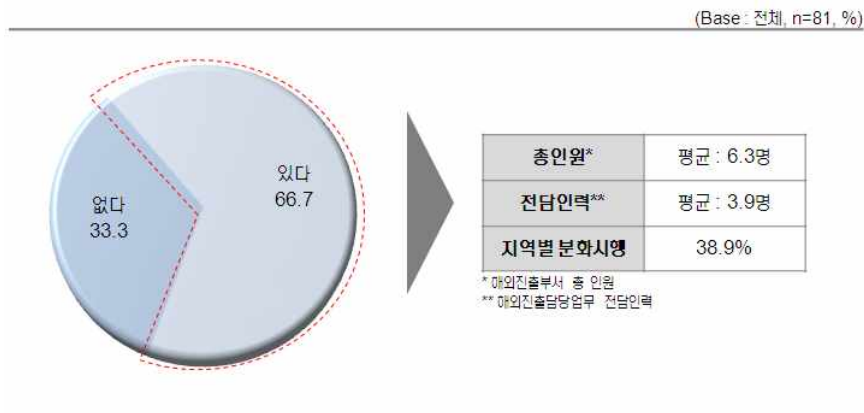 (Base : 전체, n=81, %)
있다
66.7
없다
33.3
총인원* 평균 : 6.3명
전담인력** 평균 : 3.9명
지역별 분화시행 38.9%
* 해외진출부서 총 인원
** 해외진출담당업무 전담인력